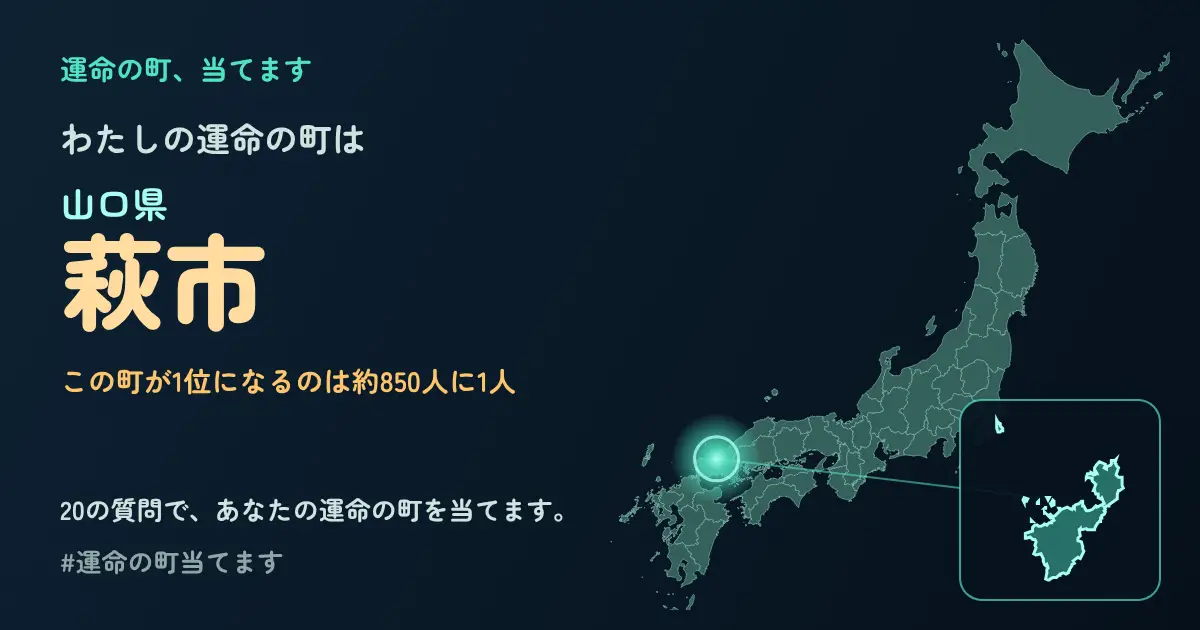 運命の町、当てます
わたしの運命の町は
山口県
萩市
この町が1位になるのは約850人に1人
20の質問で、あなたの運命の町を当てます。
#運命の町当てます